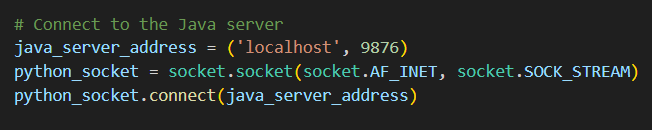 # Connect to the Java server
java_server_address = ('localhost', 9876)
python_socket = socket.socket(socket.AF_INET, socket.SOCK_STREAM)
python_socket.connect(java_server_address)